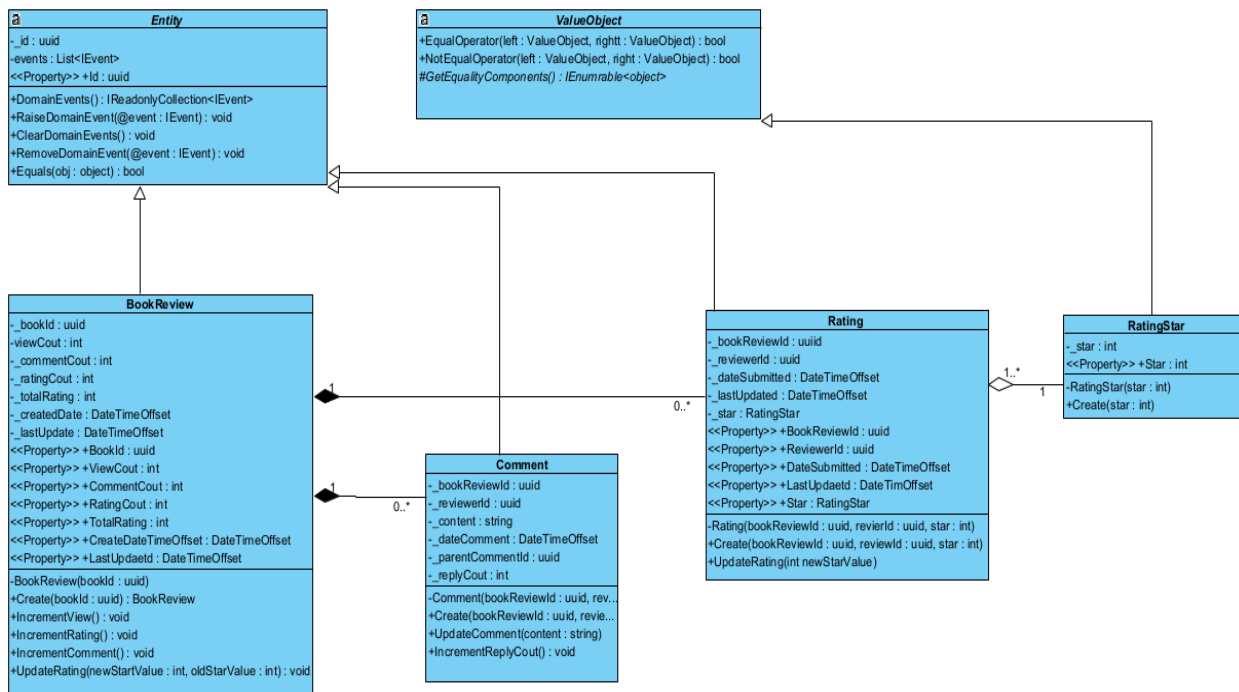 a
Entity
-_id : uuid
-events : List<IEvent>
<<Property>> +Id : uuid
+DomainEvents() : IReadonlyCollection<IEvent>
+RaiseDomainEvent(@event : IEvent) : void
+ClearDomainEvents() : void
+RemoveDomainEvent(@event : IEvent) : void
+Equals(obj : object) : bool
a
ValueObject
+EqualOperator(left : ValueObject, rightt : ValueObject) : bool
+NotEqualOperator(left : ValueObject, right : ValueObject) : bool
#GetEqualityComponents() : IEnumrable<object>
BookReview
-_bookId : uuid
-viewCout : int
-_commentCout : int
-_ratingCout : int
-_totalRating : int
-_createdDate : DateTimeOffset
-_lastUpdate : DateTimeOffset
<<Property>> +BookId : uuid
<<Property>> +ViewCout : int
<<Property>> +CommentCout : int
<<Property>> +RatingCout : int
<<Property>> +TotalRating : int
<<Property>> +CreateDateTimeOffset : DateTimeOffset
<<Property>> +LastUpdaetd : DateTimeOffset
-BookReview(bookId : uuid)
+Create(bookId : uuid) : BookReview
+IncrementView() : void
+IncrementRating() : void
+IncrementComment() : void
+UpdateRating(newStartValue : int, oldStarValue : int) : void
1
0..*
1
0..*
Comment
-_bookReviewId : uuid
-_reviewerId : uuid
-_content : string
-_dateComment : DateTimeOffset
-_parentCommentId : uuid
-_replyCout : int
-Comment(bookReviewId : uuid, rev...
+Create(bookReviewId : uuid, revie...
+UpdateComment(content : string)
+IncrementReplyCout() : void
Rating
-_bookReviewId : uuiid
-_reviewerId : uuid
-_dateSubmitted : DateTimeOffset
-_lastUpdated : DateTimeOffset
-_star : RatingStar
<<Property>> +BookReviewId : uuid
<<Property>> +ReviewerId : uuid
<<Property>> +DateSubmitted : DateTimeOffset
<<Property>> +LastUpdaetd : DateTimOffset
<<Property>> +Star : RatingStar
-Rating(bookReviewId : uuid, revierId : uuid, star : int)
+Create(bookReviewId : uuid, reviewId : uuid, star : int)
+UpdateRating(int newStarValue)
1..*
1
RatingStar
-_star : int
<<Property>> +Star : int
-RatingStar(star : int)
+Create(star : int)